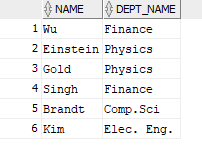 NAME DEPT_NAME
1 Wu Finance
2 Einstein Physics
3 Gold Physics
4 Singh Finance
5 Brandt Comp.Sci
6 Kim Elec. Eng.